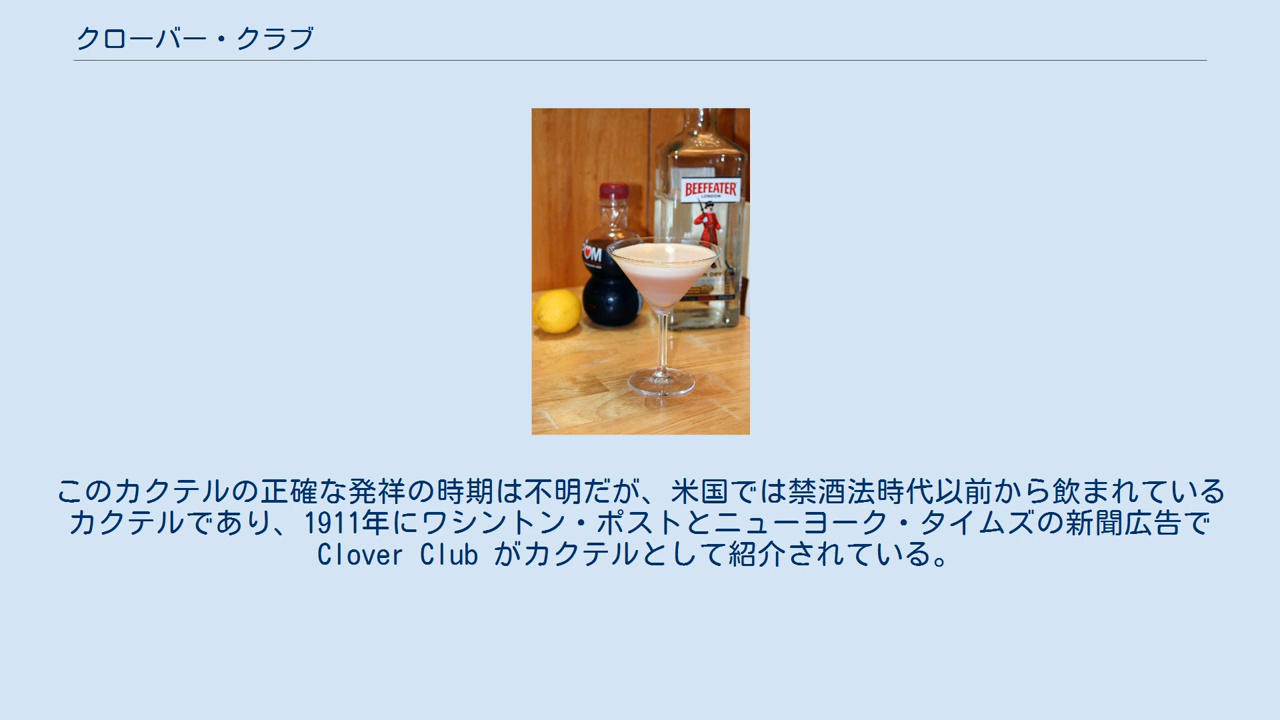 クローバー・クラブ
BEEFEATER
LONDON
このカクテルの正確な発祥の時期は不明だが、米国では禁酒法時代以前から飲まれている
カクテルであり、1911年にワシントン・ポストとニューヨーク・タイムズの新聞広告で
Clover Club がカクテルとして紹介されている。